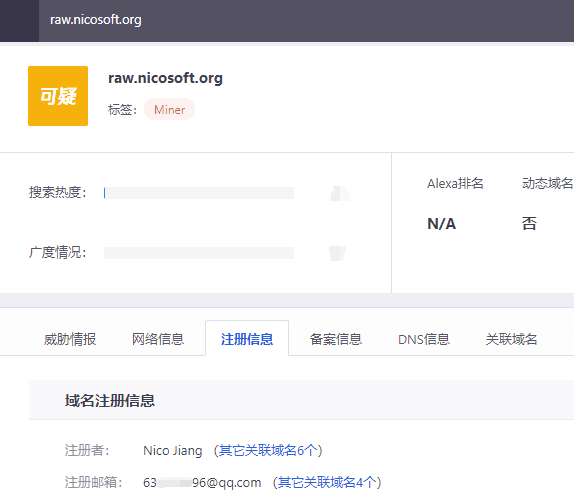 raw.nicosoft.org
可疑
raw.nicosoft.org
标签： Miner
搜索热度：
广度情况：
Alexa排名 动态域名
N/A 否
威胁情报 网络信息 注册信息 备案信息 DNS信息 关联域名
域名注册信息
注册者： Nico Jiang （其它关联域名6个）
注册邮箱： 63 96@qq.com （其它关联域名4个）